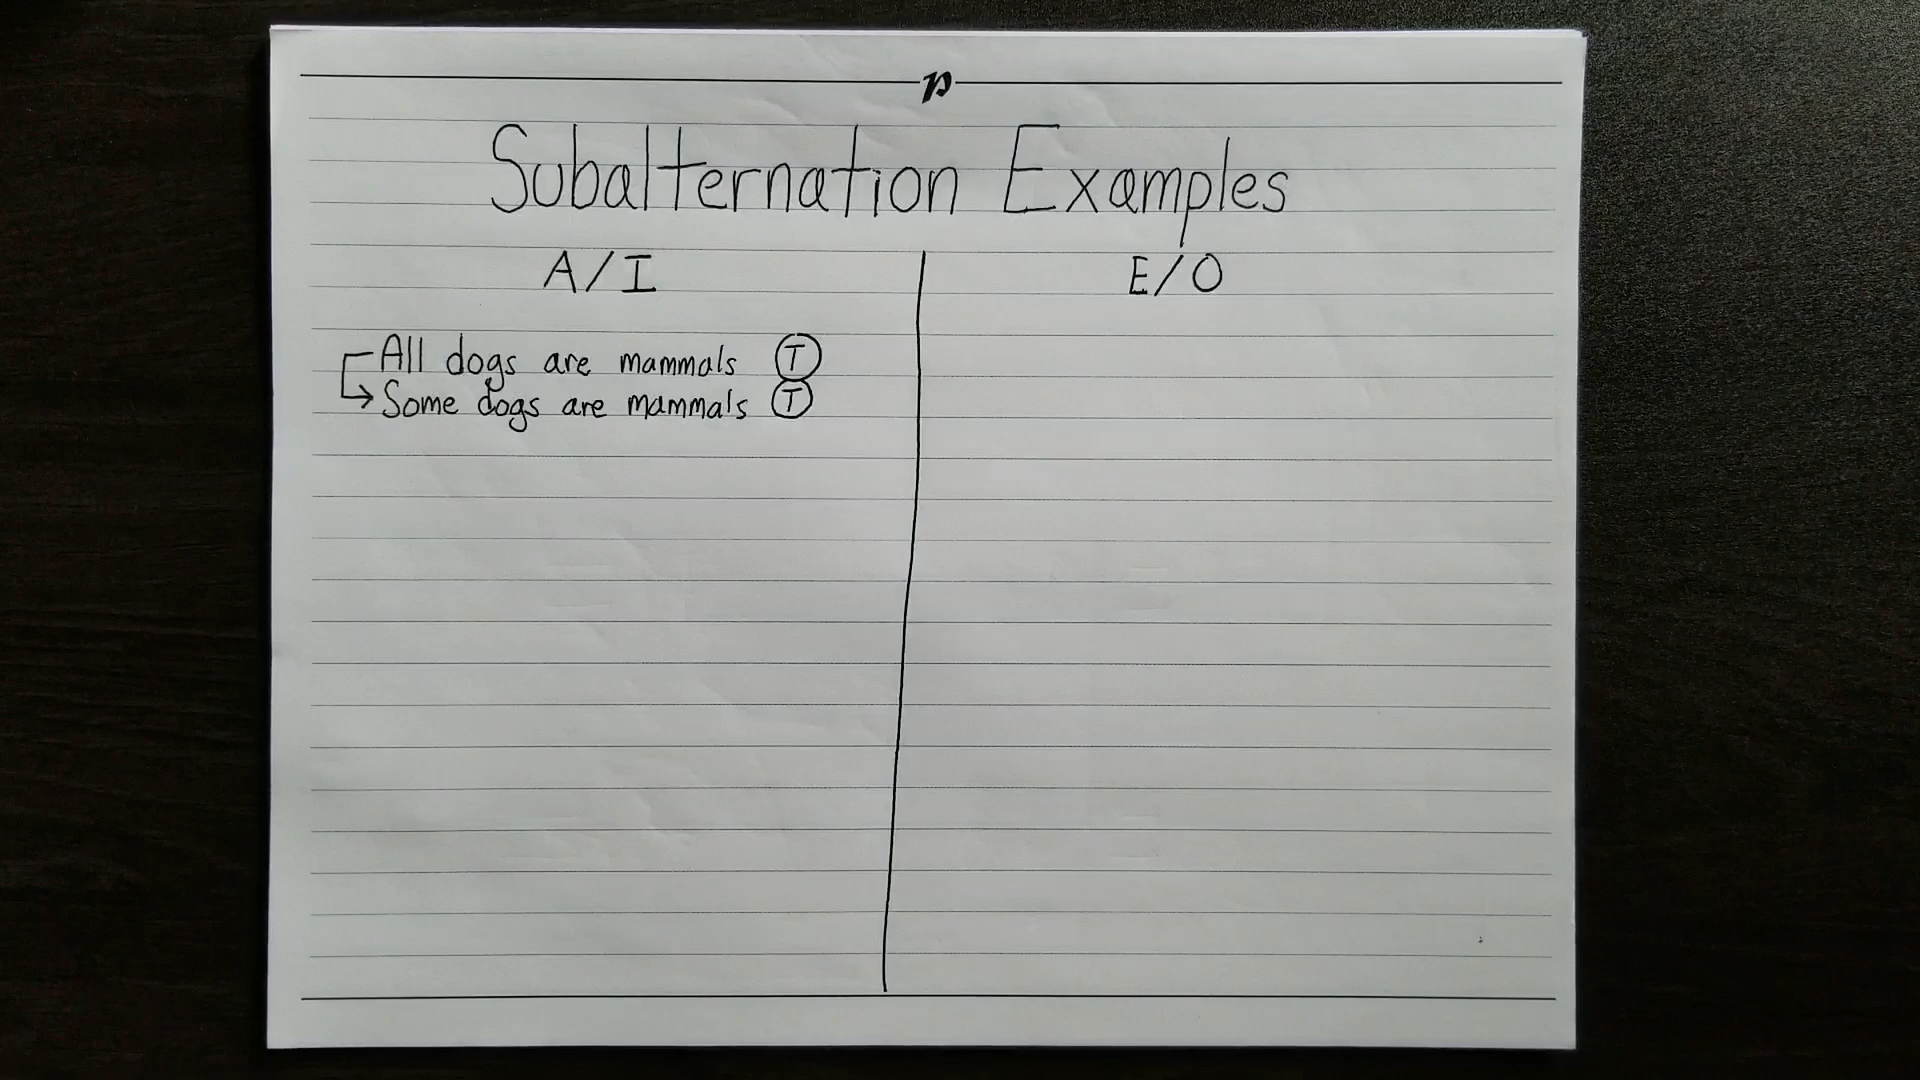 Subalternation Examples
A/I
E/O
All dogs are mammals T
Some dogs are mammals T